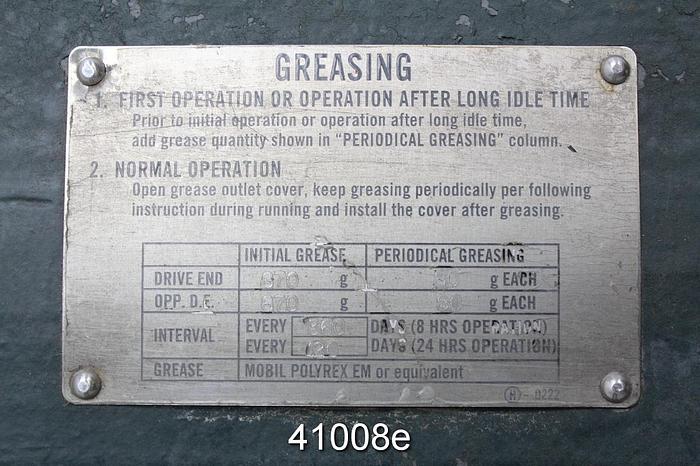 GREASING
1. FIRST OPERATION OR OPERATION AFTER LONG IDLE TIME
Prior to initial operation or operation after long idle time,
add grease quantity shown in "PERIODICAL GREASING" column.
2. NORMAL OPERATION
Open grease outlet cover, keep greasing periodically per following
instruction during running and install the cover after greasing.
INITIAL GREASE PERIODICAL GREASING
DRIVE END g g EACH
OPP. D.E. g g EACH
INTERVAL
EVERY DAYS (8 HRS OPERATION)
EVERY DAYS (24 HRS OPERATION)
GREASE MOBIL POLYREX EM or equivalent
41008e